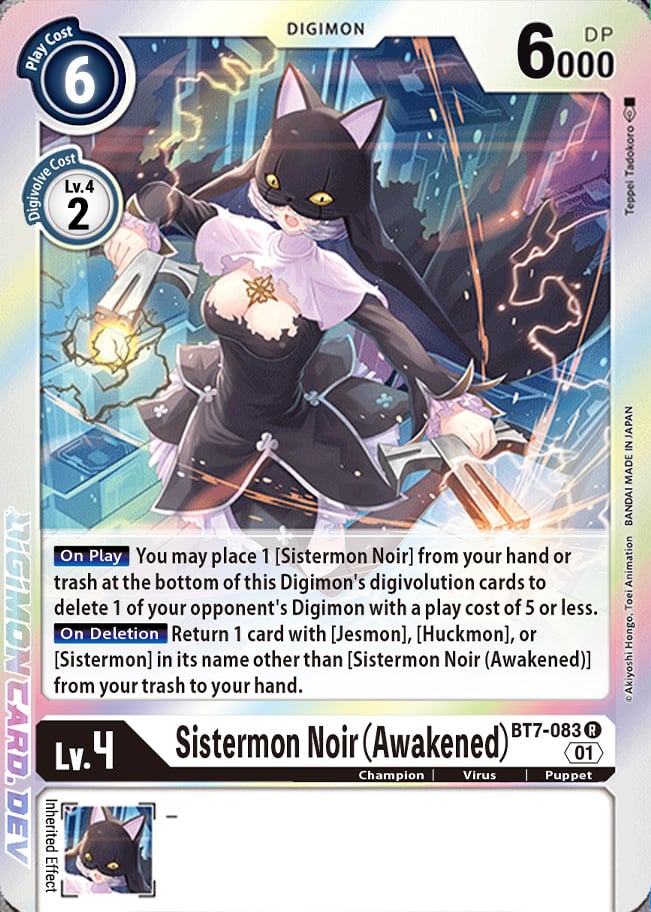 DIGIMON
Play Cost
6
6000
DP
Digivolve Cost
Lv.4
2
Teppei Tadokoro
BANDAI MADE IN JAPAN
©Akiyoshi Hongo, Toei Animation
On Play You may place 1 [Sistermon Noir] from your hand or
trash at the bottom of this Digimon's digivolution cards to
delete 1 of your opponent's Digimon with a play cost of 5 or less.
On Deletion Return 1 card with [Jesmon], [Huckmon], or
[Sistermon] in its name other than [Sistermon Noir (Awakened)]
from your trash to your hand.
DIGIMONCARD.DEV
Lv.4
Sistermon Noir (Awakened)
BT7-083 R
01
Champion | Virus | Puppet
Inherited Effect
–